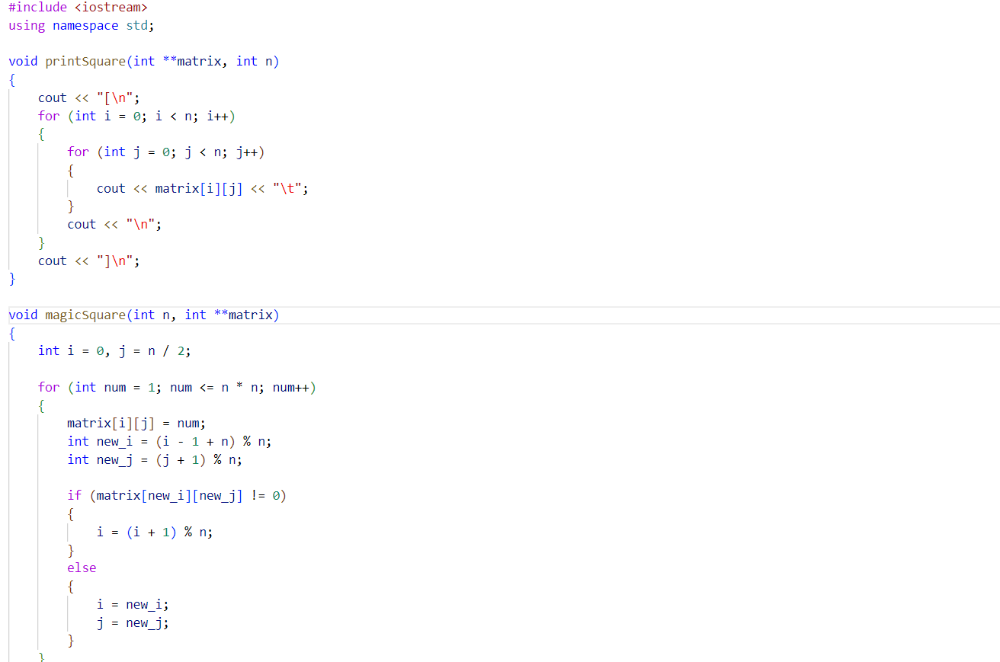 #include <iostream>
using namespace std;
void printSquare(int **matrix, int n)
{
    cout << "[\n";
    for (int i = 0; i < n; i++)
    {
        for (int j = 0; j < n; j++)
        {
            cout << matrix[i][j] << "\t";
        }
        cout << "\n";
    }
    cout << "]\n";
}
void magicSquare(int n, int **matrix)
{
    int i = 0, j = n / 2;
    for (int num = 1; num <= n * n; num++)
    {
        matrix[i][j] = num;
        int new_i = (i - 1 + n) % n;
        int new_j = (j + 1) % n;
        if (matrix[new_i][new_j] != 0)
        {
            i = (i + 1) % n;
        }
        else
        {
            i = new_i;
            j = new_j;
        }
    }